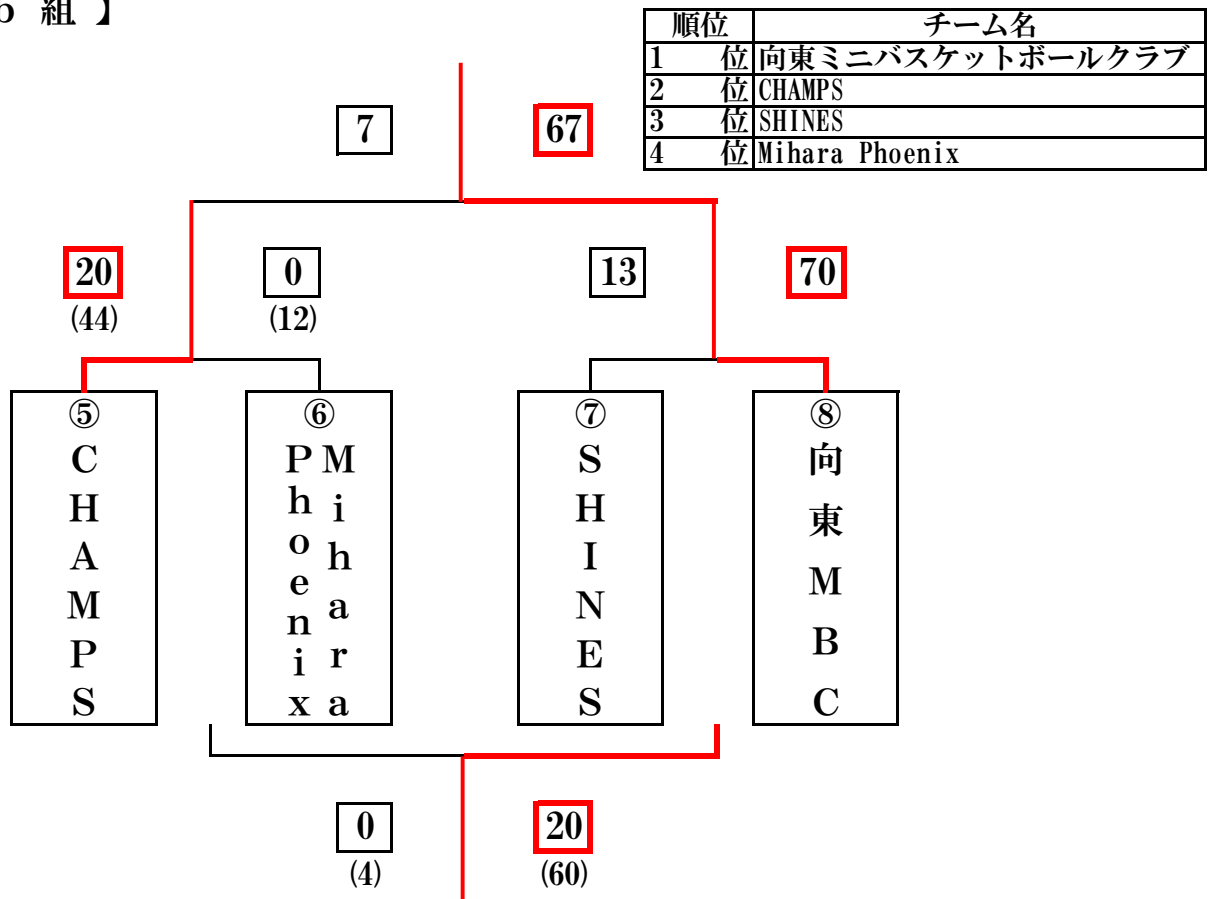 b 組 】
順位 チーム名
1 位 向東ミニバスケットボールクラブ
2 位 CHAMPS
3 位 SHINES
4 位 Mihara Phoenix
7 67
20 0 13 70
(44) (12)
⑤ CHAMPS
⑥ Mihara Phoenix
⑦ SHINES
⑧ 向東MBC
0 20
(4) (60)